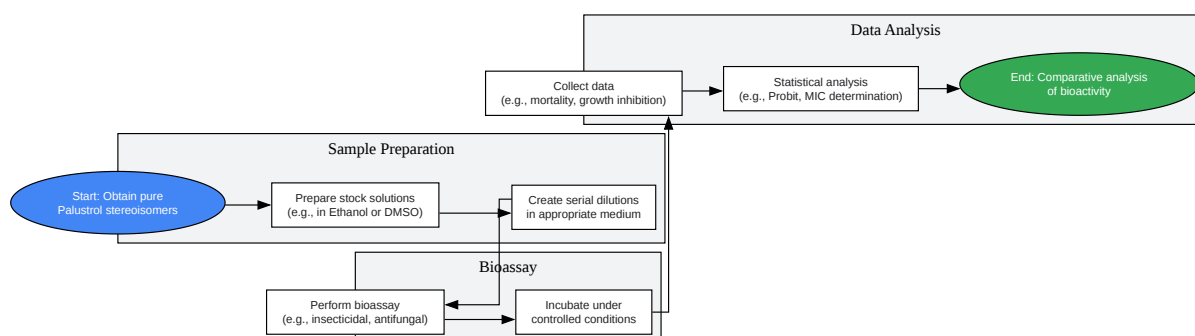 Data Analysis
Collect data
(e.g., mortality, growth inhibition)
Statistical analysis
(e.g., Probit, MIC determination)
End: Comparative analysis
of bioactivity
Sample Preparation
Start: Obtain pure
Palustrol stereoisomers
Prepare stock solutions
(e.g., in Ethanol or DMSO)
Create serial dilutions
in appropriate medium
Bioassay
Perform bioassay
(e.g., insecticidal, antifungal)
Incubate under
controlled conditions